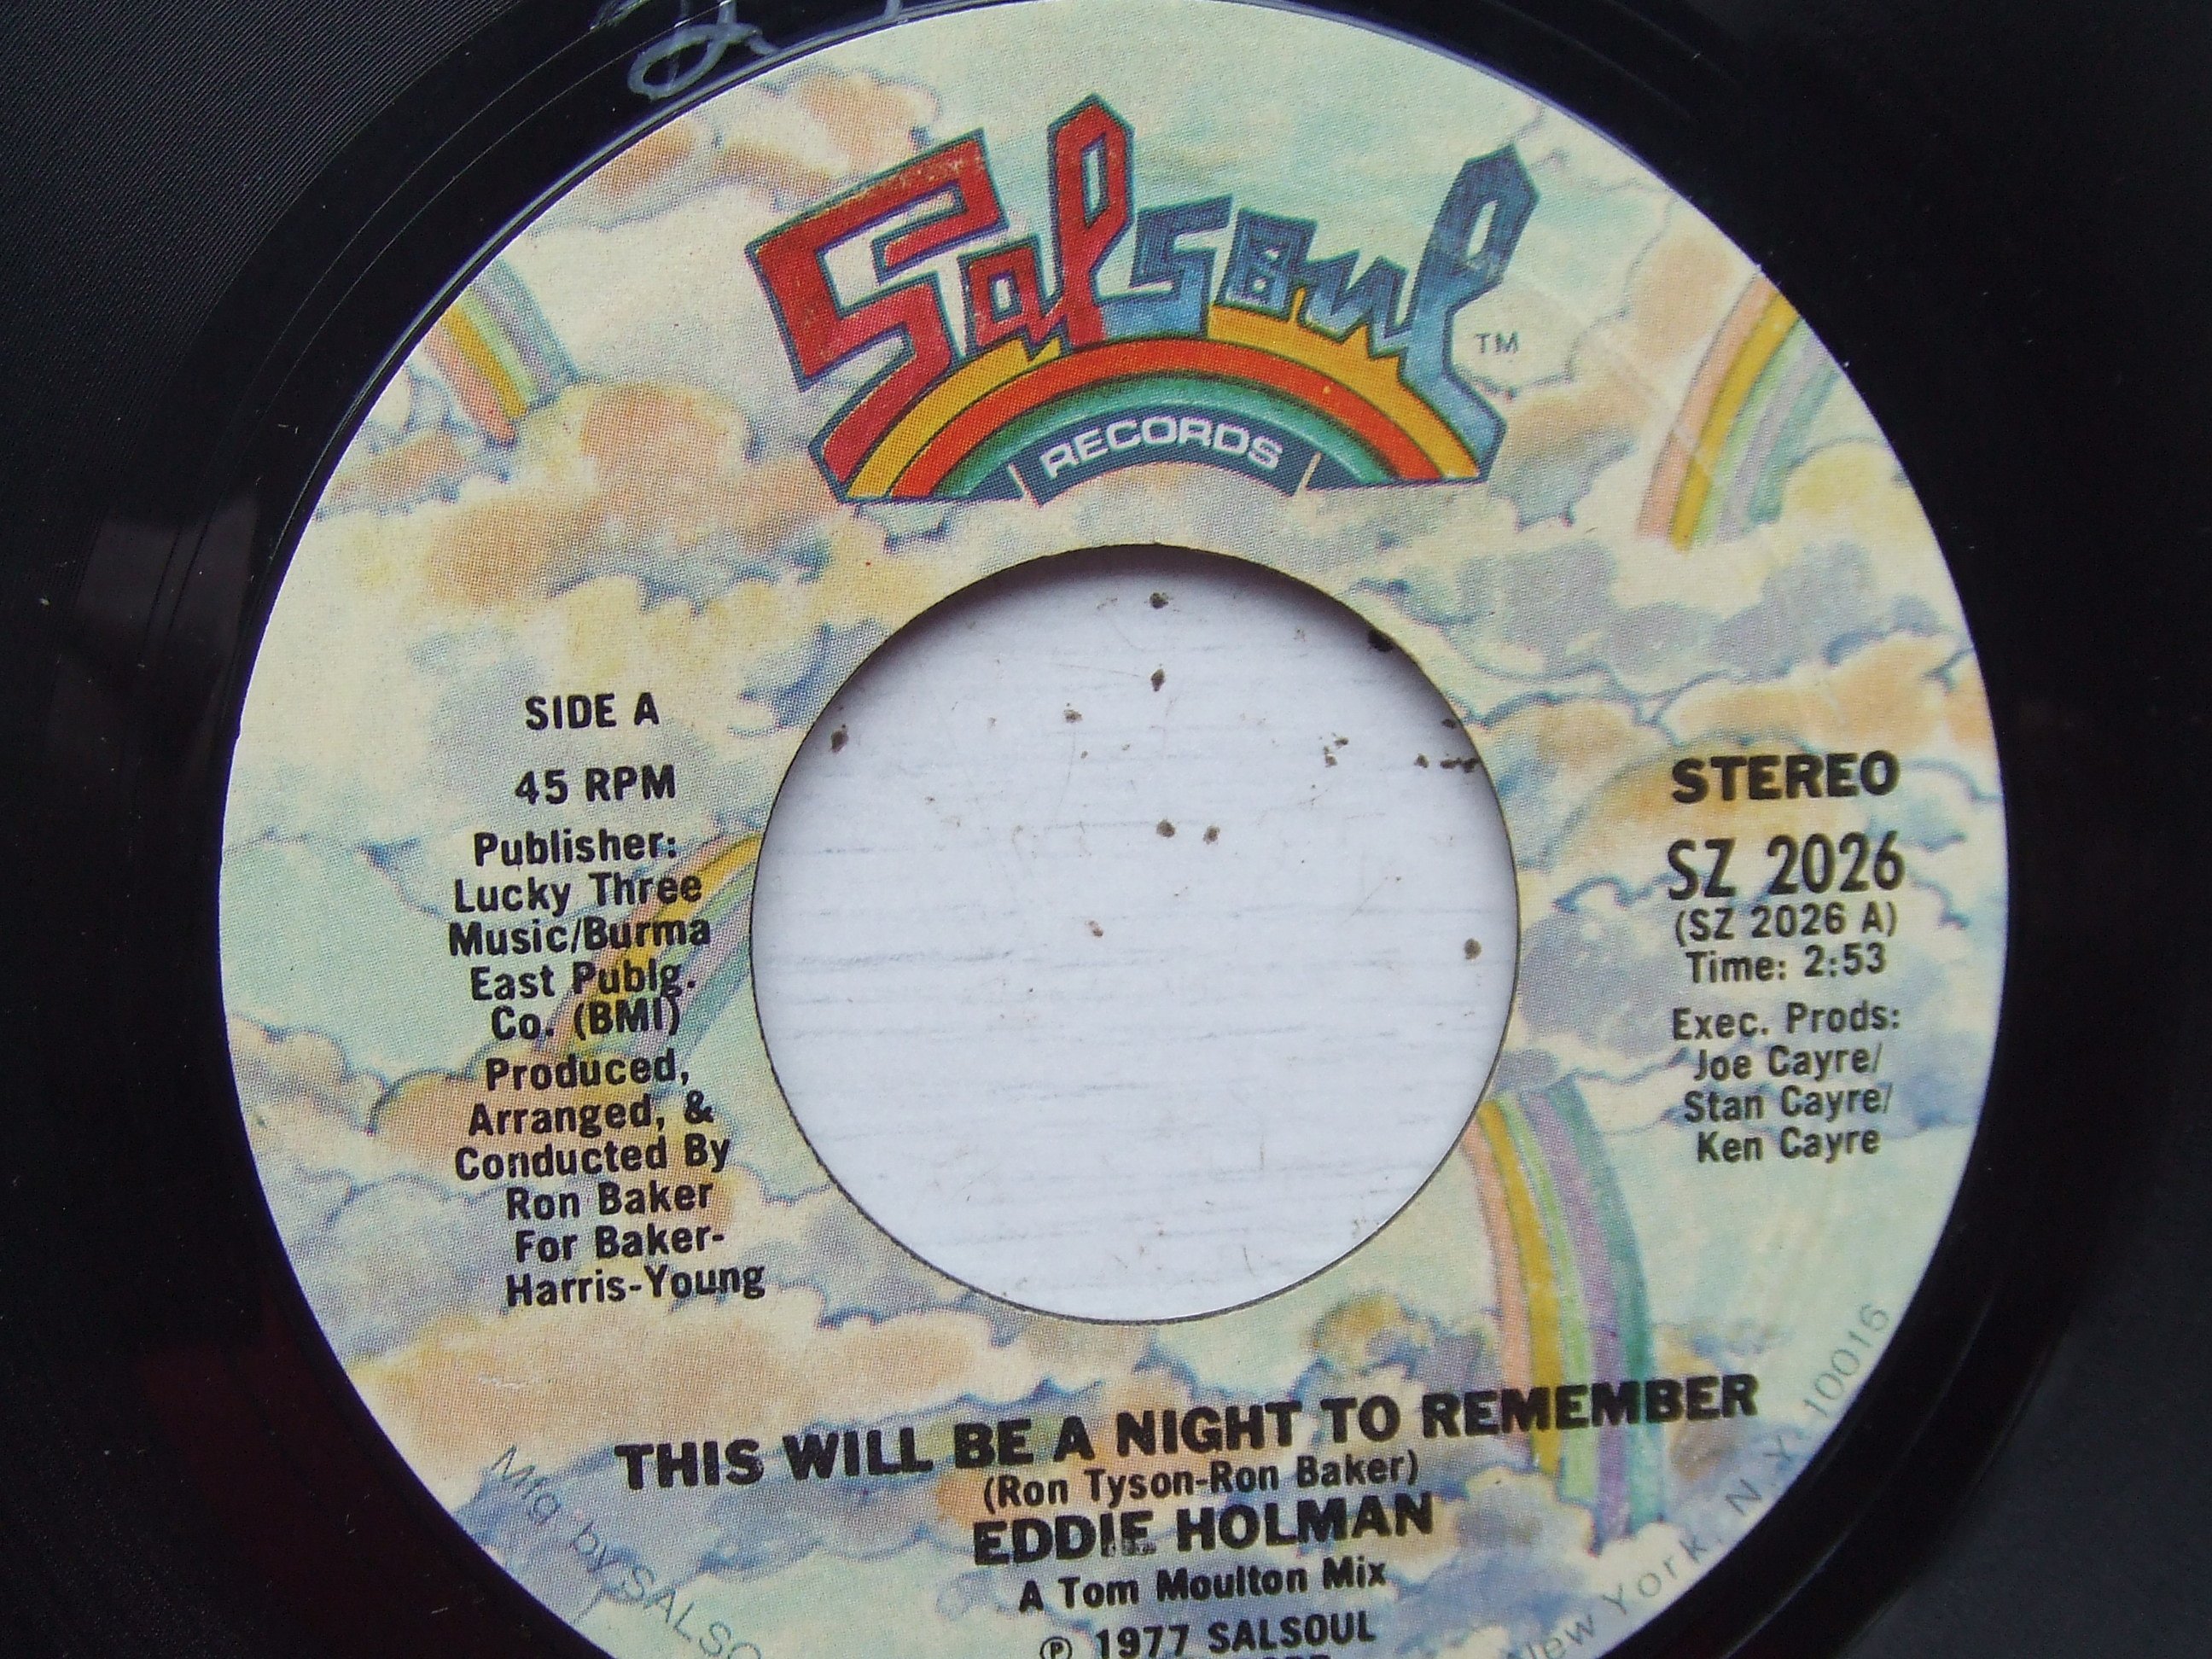 Salsoul
TM
RECORDS
SIDE A
45 RPM
Publisher:
Lucky Three
Music/Burma
East Publg.
Co. (BMI)
Produced,
Arranged, &
Conducted By
Ron Baker
For Baker-
Harris-Young
STEREO
SZ 2026
(SZ 2026 A)
Time: 2:53
Exec. Prods:
Joe Cayre/
Stan Cayre/
Ken Cayre
THIS WILL BE A NIGHT TO REMEMBER
(Ron Tyson-Ron Baker)
EDDIE HOLMAN
A Tom Moulton Mix
℗ 1977 SALSOUL
Mfg by SALSO
New York, N.Y. 10016